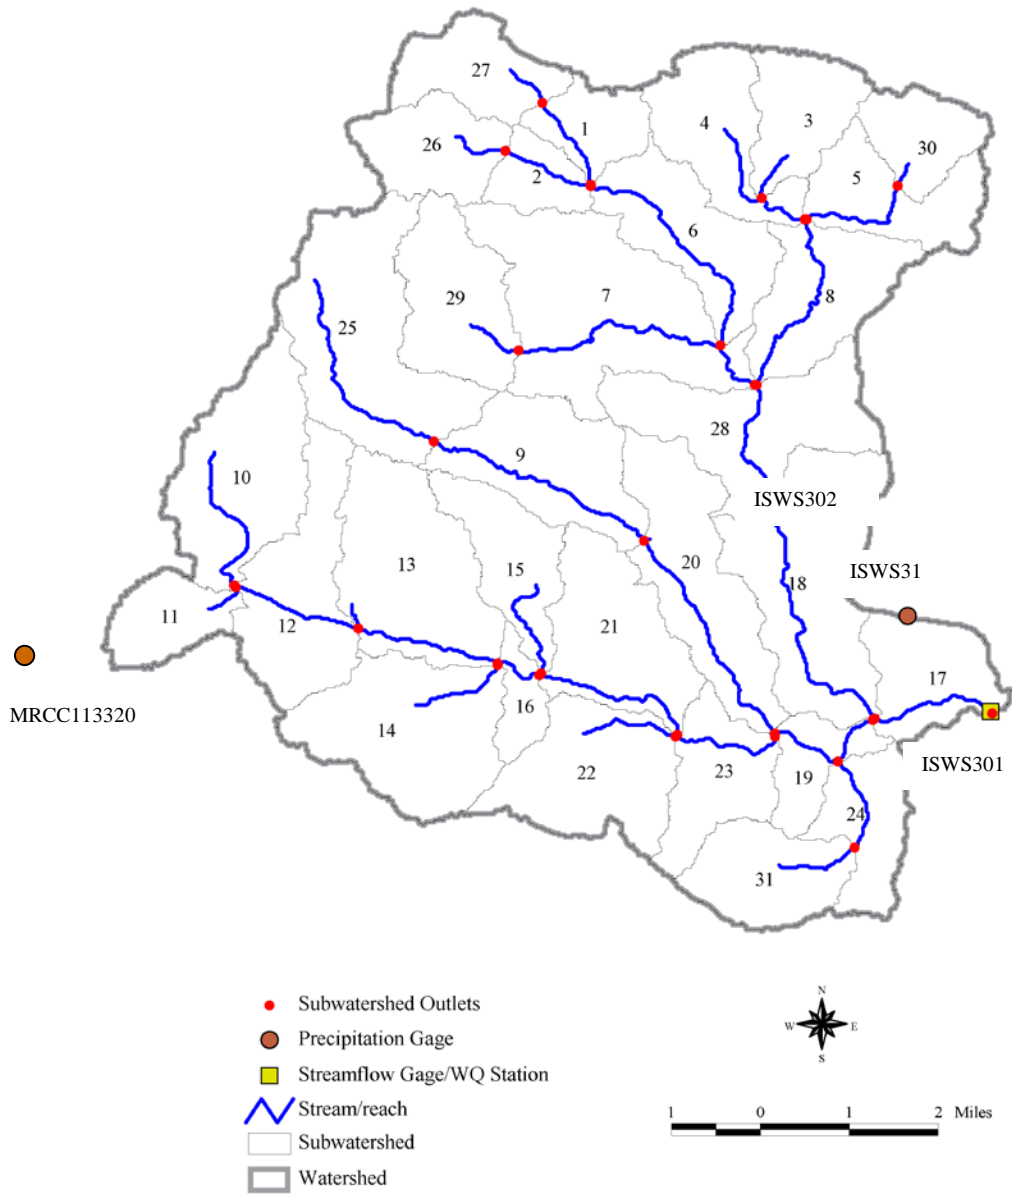 27
4
3
1
26
30
2
5
6
29
7
8
25
28
9
10
ISWS302
13
15
20
ISWS31
18
11
12
21
MRCC113320
17
16
14
ISWS301
22
23
19
24
31
Subwatershed Outlets
Precipitation Gage
Streamflow Gage/WQ Station
Stream/reach
Subwatershed
Watershed
N
W E
S
1 0 1 2 Miles